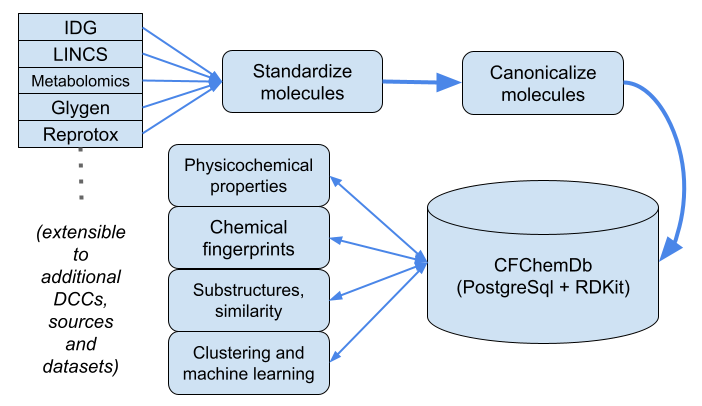 IDG
LINCS
Metabolomics
Glygen
Reprotox
Standardize
molecules
Canonicalize
molecules
Physicochemical
properties
Chemical
fingerprints
Substructures,
similarity
Clustering and
machine learning
CFChemDb
(PostgreSql + RDKit)
(extensible
to
additional
DCCs,
sources
and
datasets)